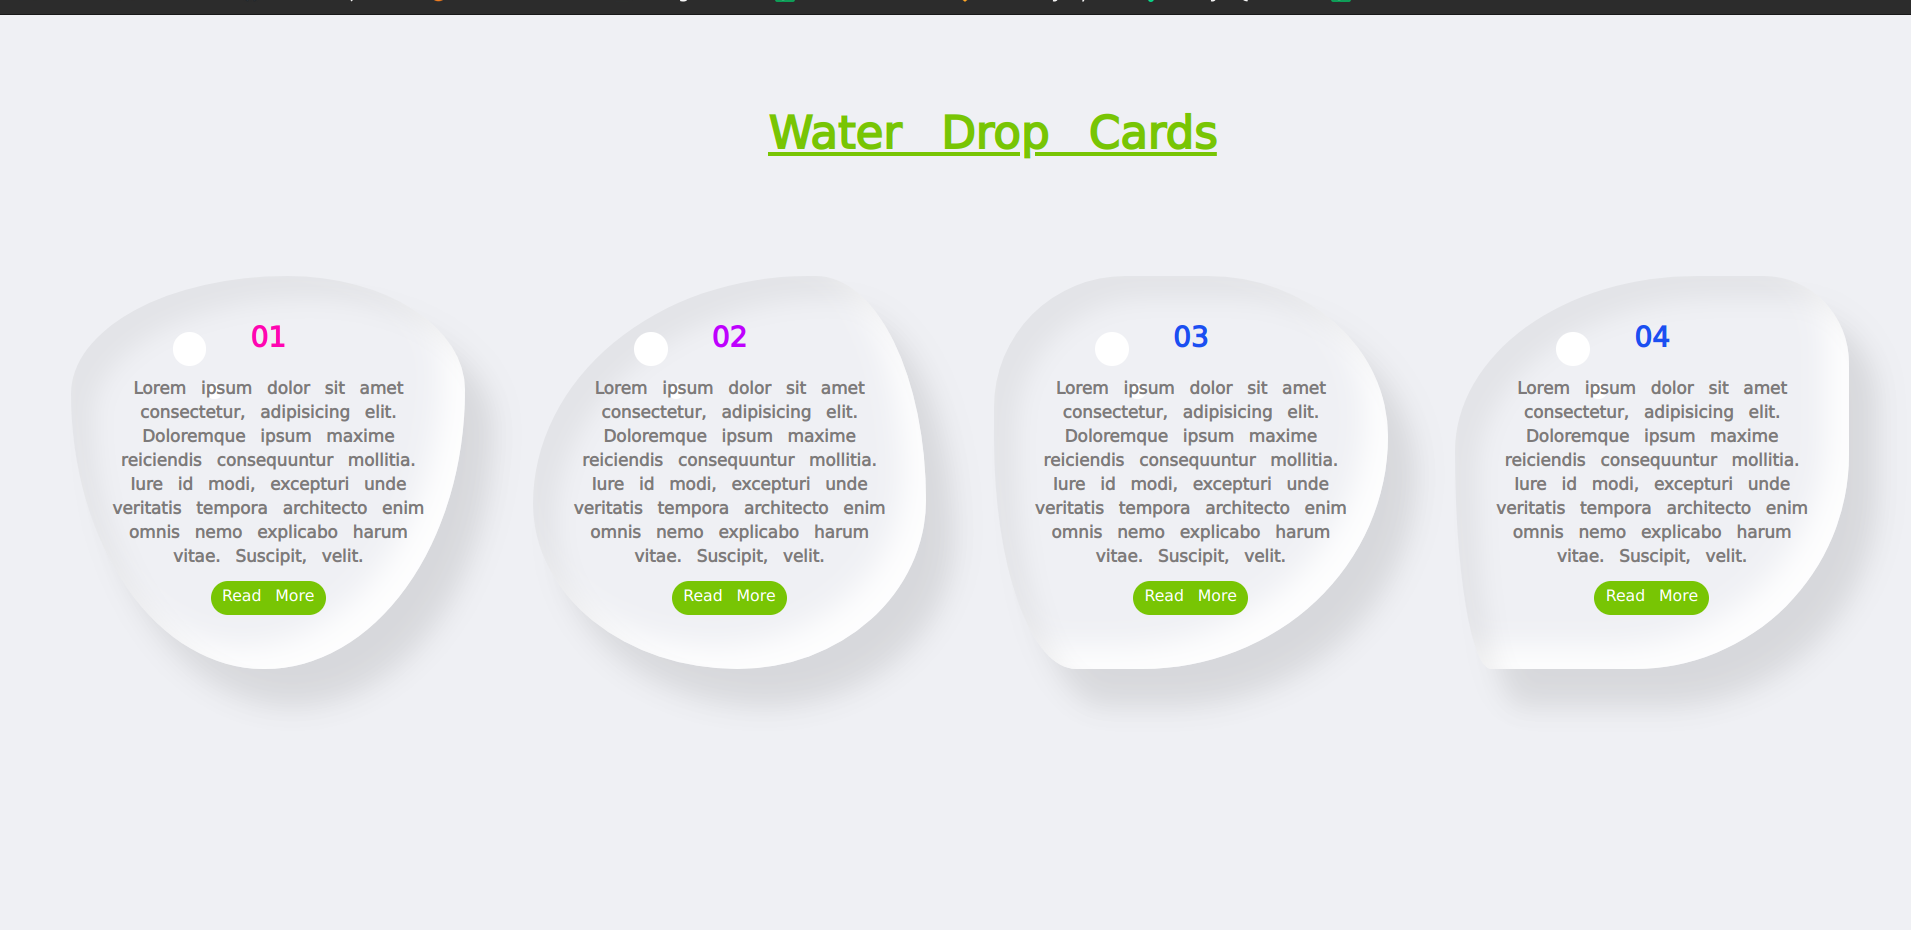 Water Drop Cards
01
Lorem ipsum dolor sit amet
consectetur, adipisicing elit.
Doloremque ipsum maxime
reiciendis consequuntur mollitia.
Iure id modi, excepturi unde
veritatis tempora architecto enim
omnis nemo explicabo harum
vitae. Suscipit, velit.
Read More
02
Lorem ipsum dolor sit amet
consectetur, adipisicing elit.
Doloremque ipsum maxime
reiciendis consequuntur mollitia.
Iure id modi, excepturi unde
veritatis tempora architecto enim
omnis nemo explicabo harum
vitae. Suscipit, velit.
Read More
03
Lorem ipsum dolor sit amet
consectetur, adipisicing elit.
Doloremque ipsum maxime
reiciendis consequuntur mollitia.
Iure id modi, excepturi unde
veritatis tempora architecto enim
omnis nemo explicabo harum
vitae. Suscipit, velit.
Read More
04
Lorem ipsum dolor sit amet
consectetur, adipisicing elit.
Doloremque ipsum maxime
reiciendis consequuntur mollitia.
Iure id modi, excepturi unde
veritatis tempora architecto enim
omnis nemo explicabo harum
vitae. Suscipit, velit.
Read More